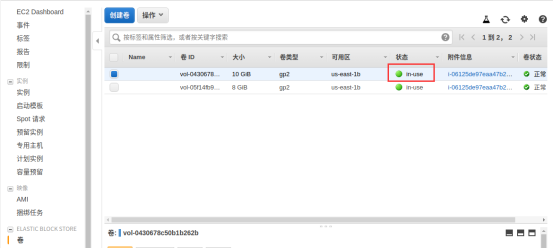 EC2 Dashboard
事件
标签
报告
限制
实例
实例
启动模板
Spot 请求
预留实例
专用主机
计划实例
容量预留
映像
AMI
捆绑任务
ELASTIC BLOCK STORE
卷
创建卷 操作
按标签和属性筛选，或者按关键字搜索
1 到 2， 2
Name 卷 ID 大小 卷类型 可用区 状态 附件信息 卷状态
vol-0430678... 10 GiB gp2 us-east-1b in-use i-06125de97eaa47b2... 正常
vol-05f14fb9... 8 GiB gp2 us-east-1b in-use i-06125de97eaa47b2... 正常
卷: vol-0430678c50b1b262b